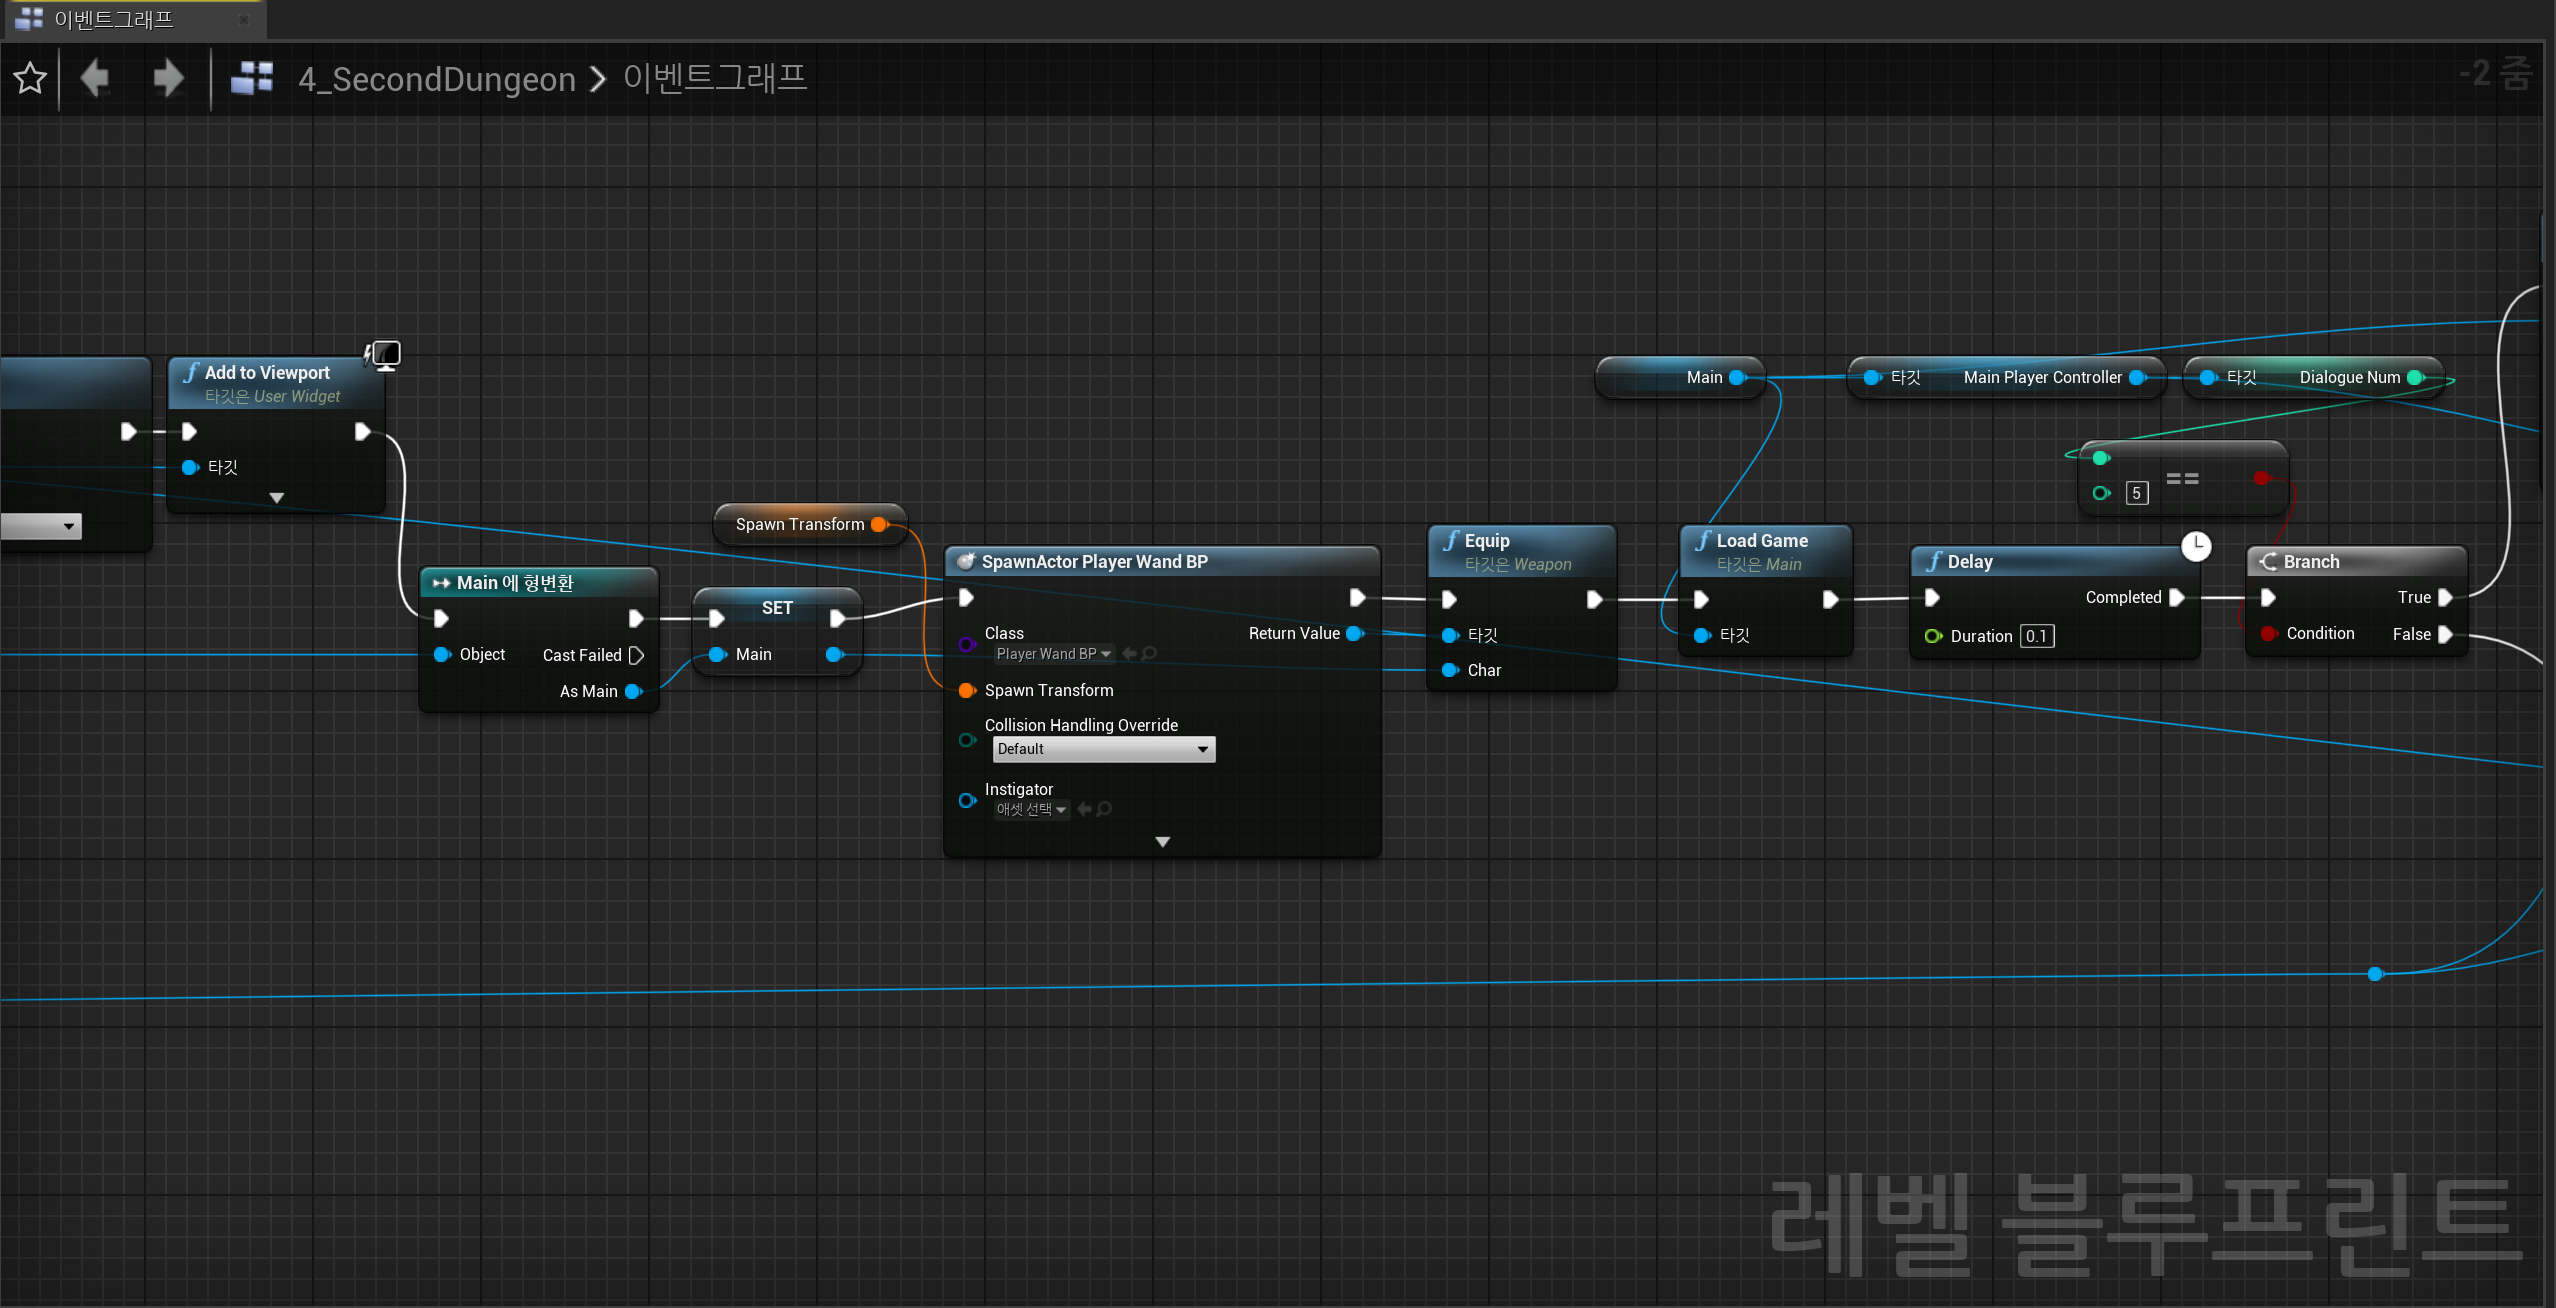 이벤트그래프
4_SecondDungeon > 이벤트그래프
-2 줌
Add to Viewport
타깃은 User Widget
타깃
Main 에 형변환
Object
Cast Failed
As Main
SET
Main
Spawn Transform
SpawnActor Player Wand BP
Class
Player Wand BP
Return Value
Spawn Transform
Collision Handling Override
Default
Instigator
애셋 선택
Equip
타깃은 Weapon
타깃
Char
Main
Load Game
타깃은 Main
타깃
타깃
Main Player Controller
타깃
Dialogue Num
==
5
Delay
Completed
Duration 0.1
Branch
True
Condition
False
레벨 블루프린트